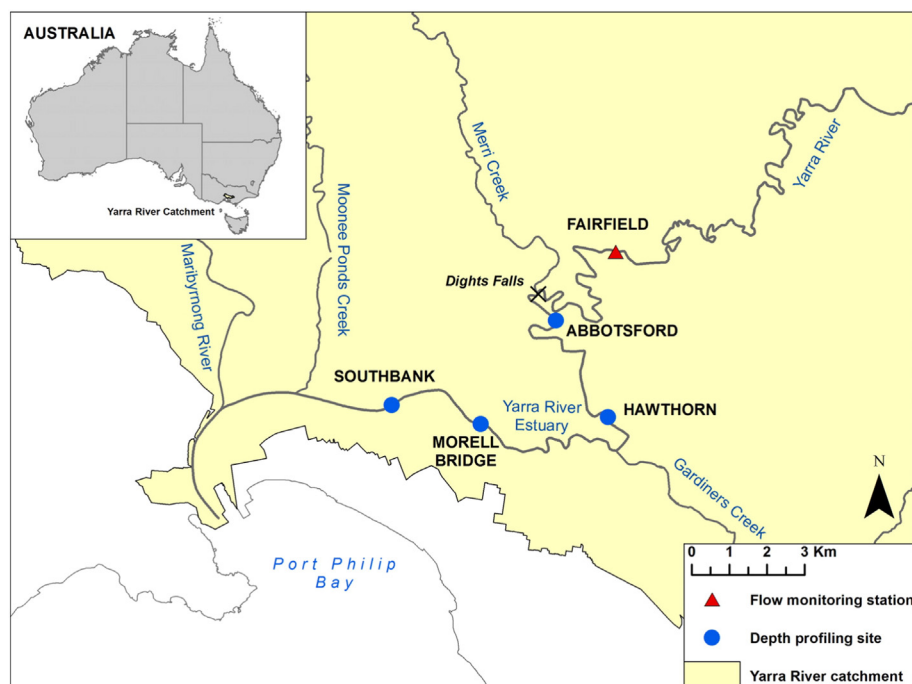 AUSTRALIA
Yarra River Catchment
Maribyrnong River
Moonee Ponds Creek
Merri Creek
Yarra River
FAIRFIELD
Dights Falls
ABBOTSFORD
SOUTHBANK
Yarra River
Estuary
HAWTHORN
MORELL
BRIDGE
Gardiners Creek
N
Port Philip
Bay
0 1 2 3 Km
Flow monitoring station
Depth profiling site
Yarra River catchment